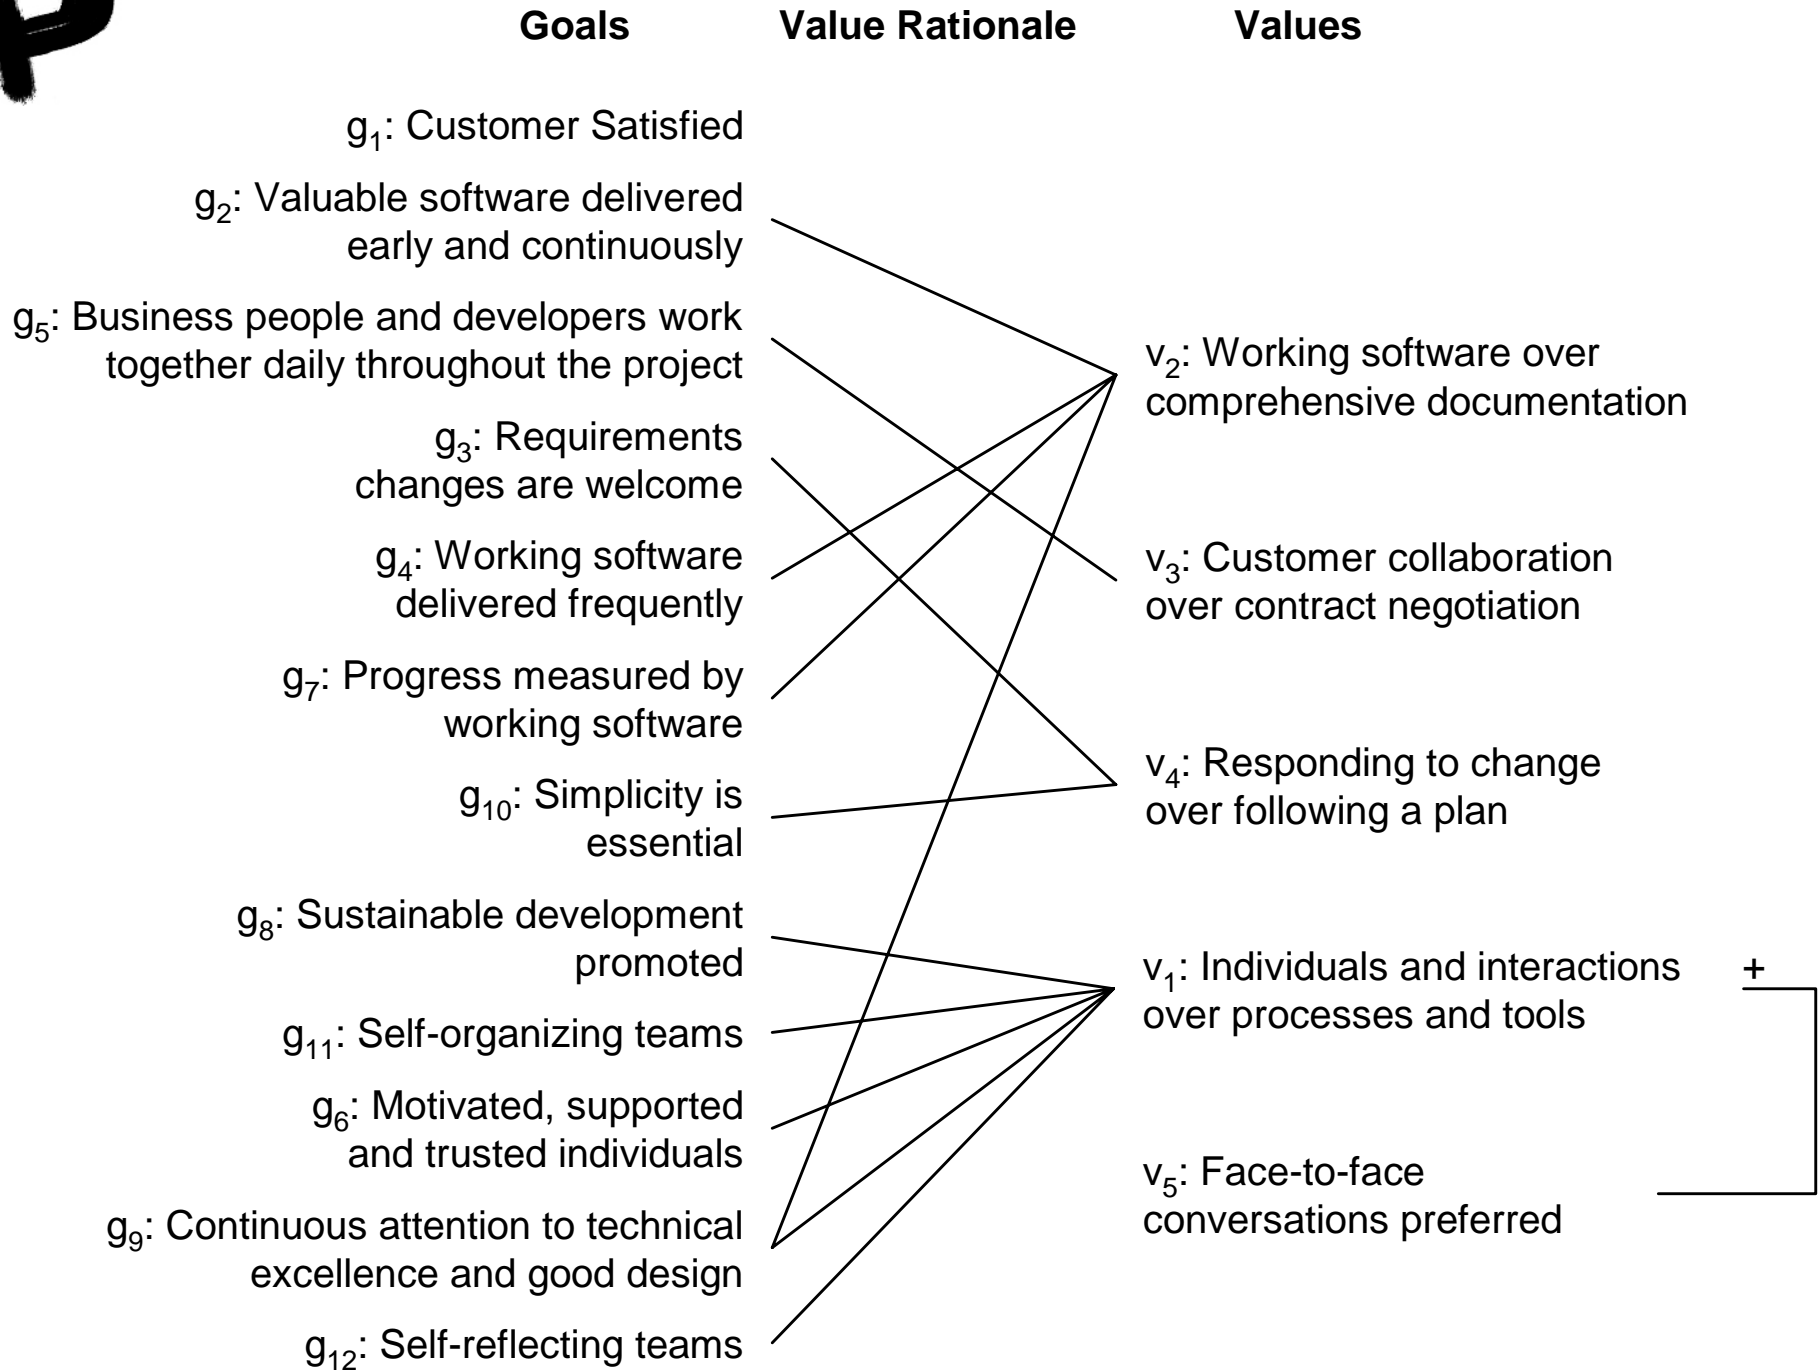 Goals Value Rationale Values
g₁: Customer Satisfied
g₂: Valuable software delivered
early and continuously
g₅: Business people and developers work
together daily throughout the project
g₃: Requirements
changes are welcome
g₄: Working software
delivered frequently
g₇: Progress measured by
working software
g₁₀: Simplicity is
essential
g₈: Sustainable development
promoted
g₁₁: Self-organizing teams
g₆: Motivated, supported
and trusted individuals
g₉: Continuous attention to technical
excellence and good design
g₁₂: Self-reflecting teams
v₂: Working software over
comprehensive documentation
v₃: Customer collaboration
over contract negotiation
v₄: Responding to change
over following a plan
v₁: Individuals and interactions +
over processes and tools
v₅: Face-to-face
conversations preferred